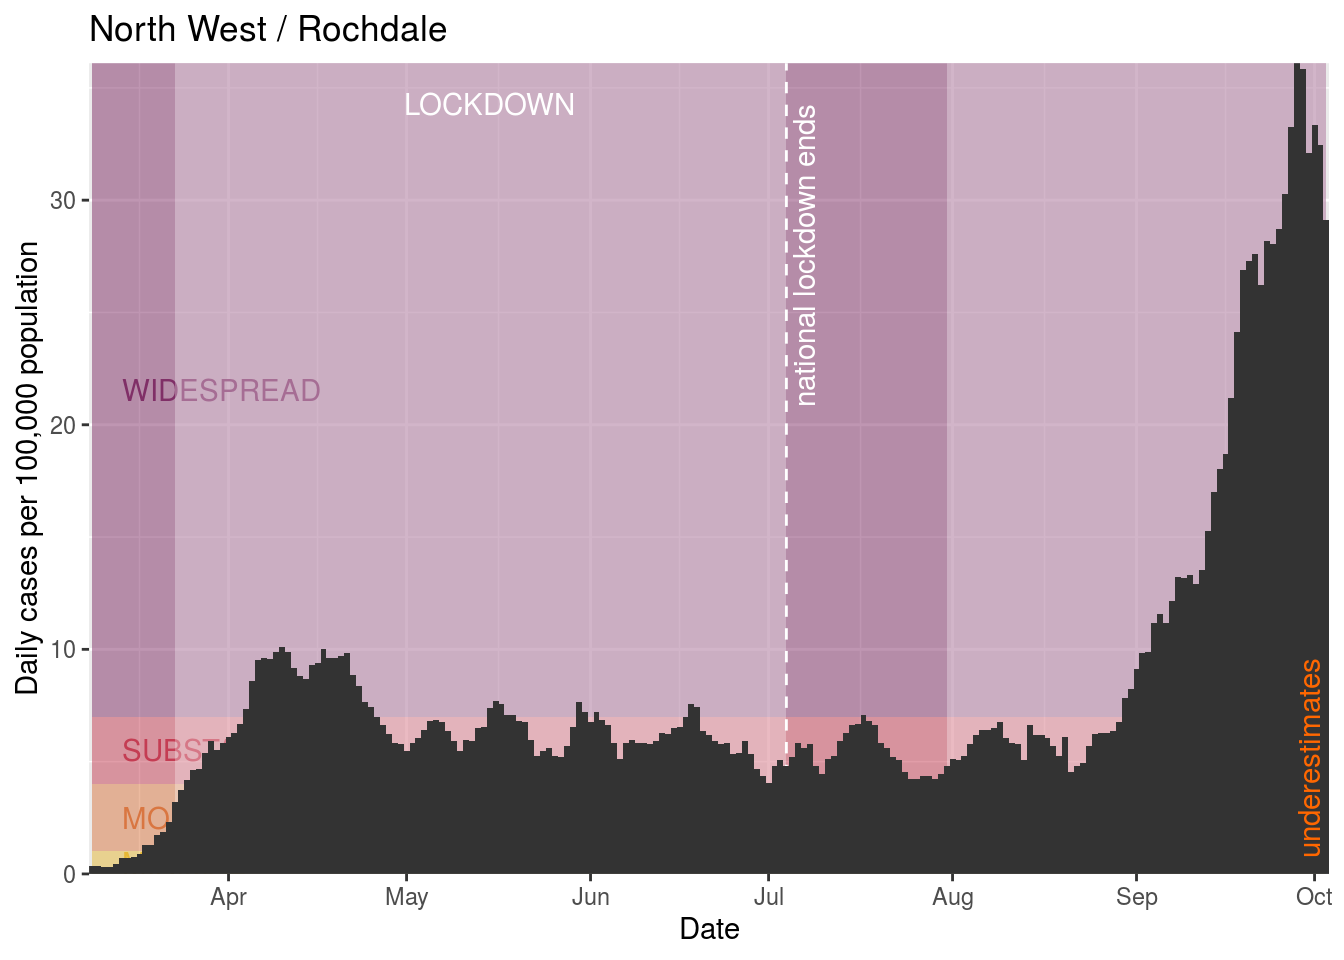 North West / Rochdale
LOCKDOWN
national lockdown ends
WIDESPREAD
SUBST
MO
underestimates
Daily cases per 100,000 population
30
20
10
0
Apr
May
Jun
Jul
Aug
Sep
Oct
Date